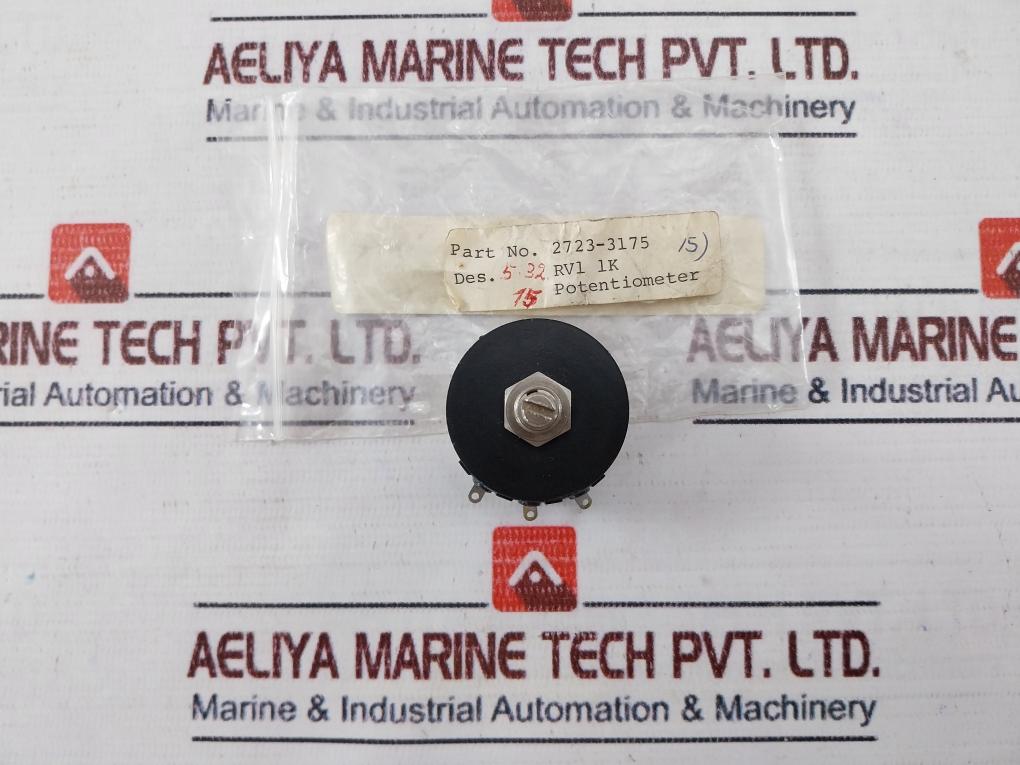 AELIYA MARINE TECH PVT. LTD.
Marine & Industrial Automation & Machinery
Part No. 2723-3175 15)
Des. 5-32 RV1 1K
15 Potentiometer
RINE TECH PVT. LTD.
rial Automation & Machinery
AELIYA MARINE
Marine & Industrial Au
AELIYA MARINE TECH PVT. LTD.
Marine & Industrial Automation & Machinery